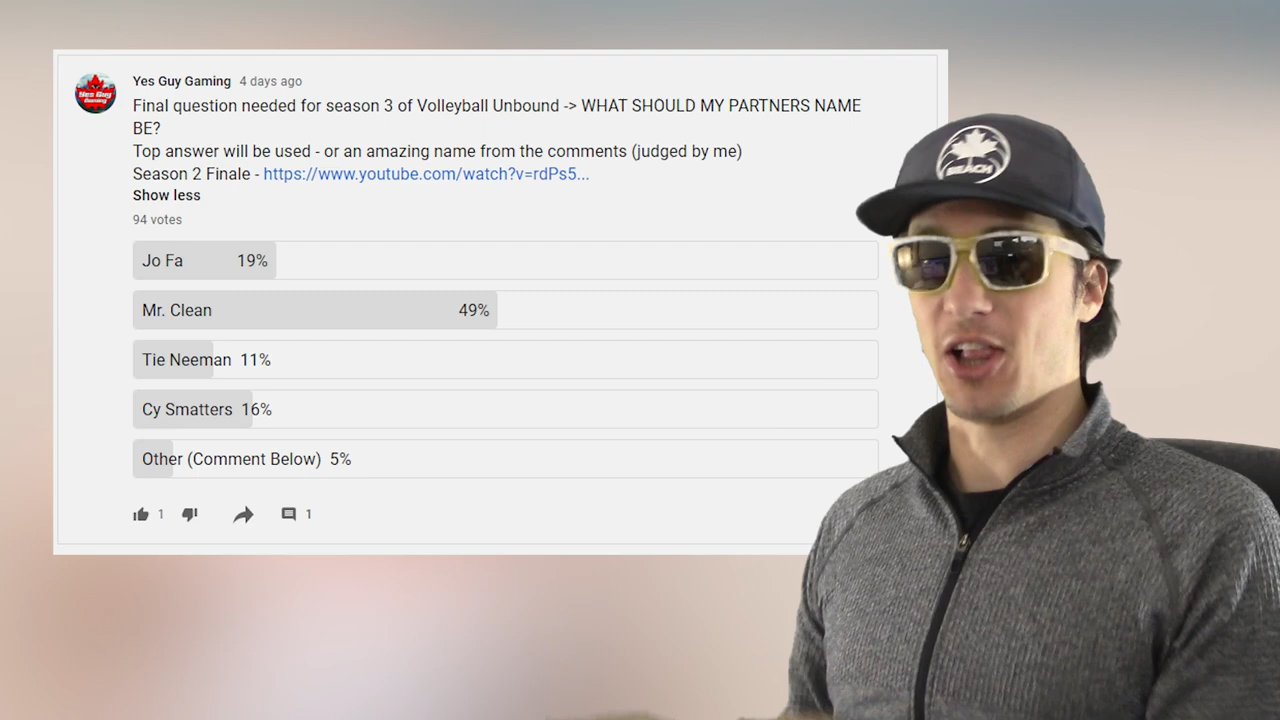 Yes Guy Gaming 4 days ago
Final question needed for season 3 of Volleyball Unbound -> WHAT SHOULD MY PARTNERS NAME
BE?
Top answer will be used - or an amazing name from the comments (judged by me)
Season 2 Finale - https://www.youtube.com/watch?v=rdPs5...
Show less
94 votes
Jo Fa 19%
Mr. Clean 49%
Tie Neeman 11%
Cy Smatters 16%
Other (Comment Below) 5%
1 1
Yes Guy
Gaming
BEACH